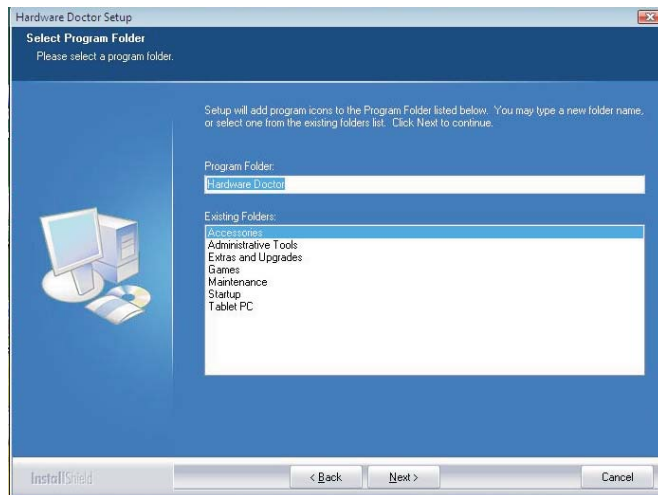 Hardware Doctor Setup
Select Program Folder
Please select a program folder.
Setup will add program icons to the Program Folder listed below. You may type a new folder name,
or select one from the existing folders list. Click Next to continue.
Program Folder:
Hardware Doctor
Existing Folders:
Accessories
Administrative Tools
Extras and Upgrades
Games
Maintenance
Startup
Tablet PC
InstallShield
< Back
Next >
Cancel